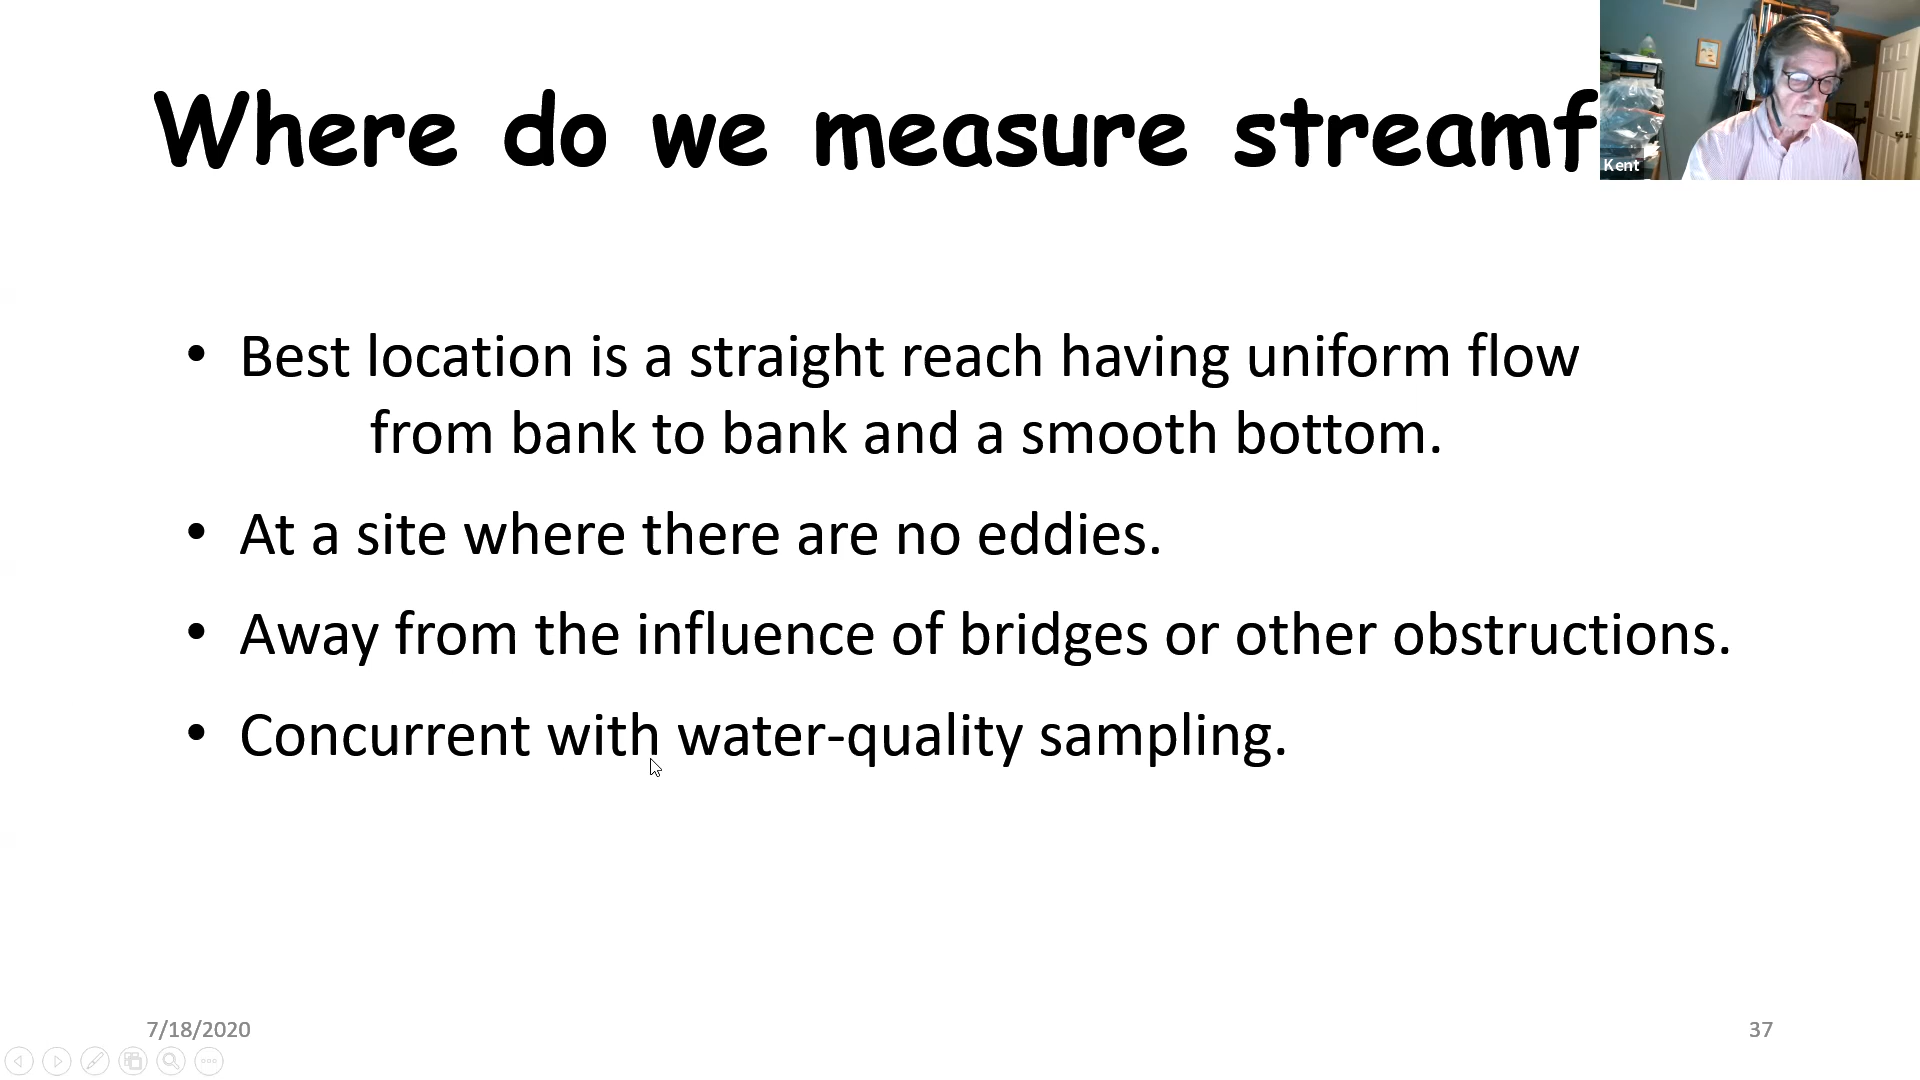 Where do we measure streamf
Kent
• Best location is a straight reach having uniform flow
from bank to bank and a smooth bottom.
• At a site where there are no eddies.
• Away from the influence of bridges or other obstructions.
• Concurrent with water-quality sampling.
7/18/2020
37